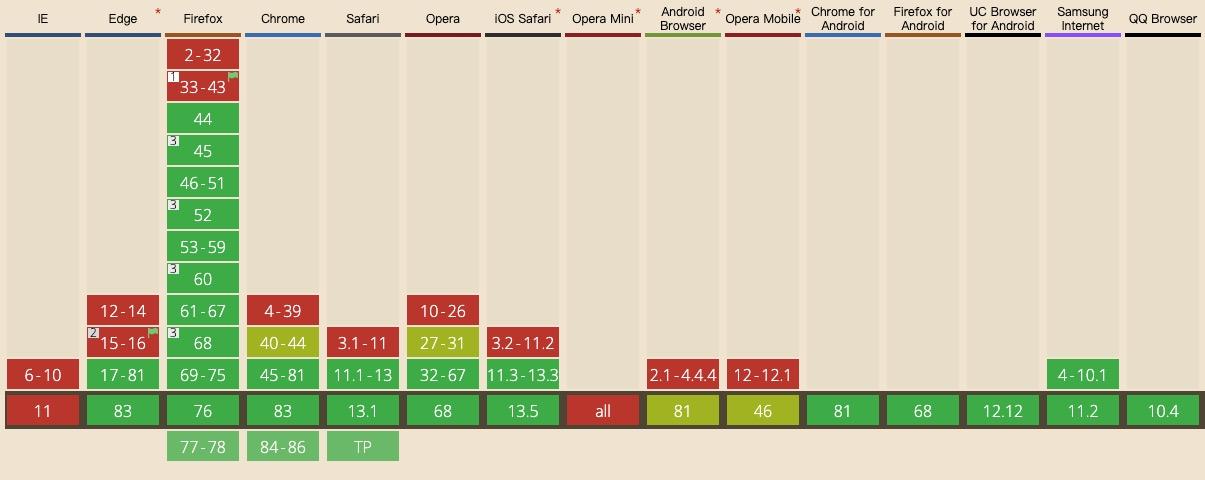 IE
Edge *
Firefox
Chrome
Safari
Opera
iOS Safari *
Opera Mini *
Android *
Browser
Opera Mobile *
Chrome for
Android
Firefox for
Android
UC Browser
for Android
Samsung
Internet
QQ Browser
2-32
1 33-43
44
3 45
46-51
3 52
53-59
3 60
12-14 61-67 4-39 10-26
2 15-16 3 68 40-44 3.1-11 27-31 3.2-11.2
6-10 17-81 69-75 45-81 11.1-13 32-67 11.3-13.3 2.1-4.4.4 12-12.1 4-10.1
11 83 76 83 13.1 68 13.5 all 81 46 81 68 12.12 11.2 10.4
77-78 84-86 TP